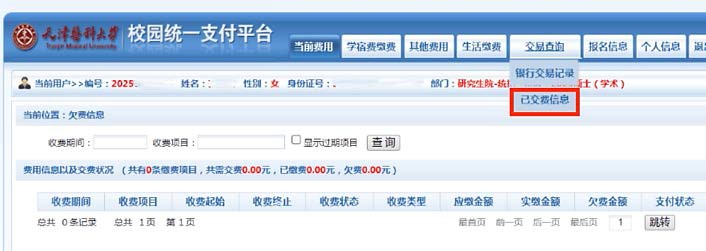 天津医科大学 校园统一支付平台
Tianjin Medical University
当前费用 学宿费缴费 其他费用 生活缴费 交易查询 报名信息 个人信息
银行交易记录
已交费信息
当前用户>>编号：2025 姓名： 性别：女 身份证号： 部门：研究生院-统 硕士（学术）
当前位置：欠费信息
收费期间： 收费项目： 显示过期项目 查询
费用信息以及交费状况 （共有0条缴费项目，共需交费0.00元，已缴费0.00元，欠费0.00元）
收费期间 收费项目 收费起始 收费终止 收费状态 收费类型 应缴金额 实缴金额 欠费金额 支付状态
总共 0条记录 总共 1页 第 1页 最首页 前一页 后一页 最后页 1 跳转